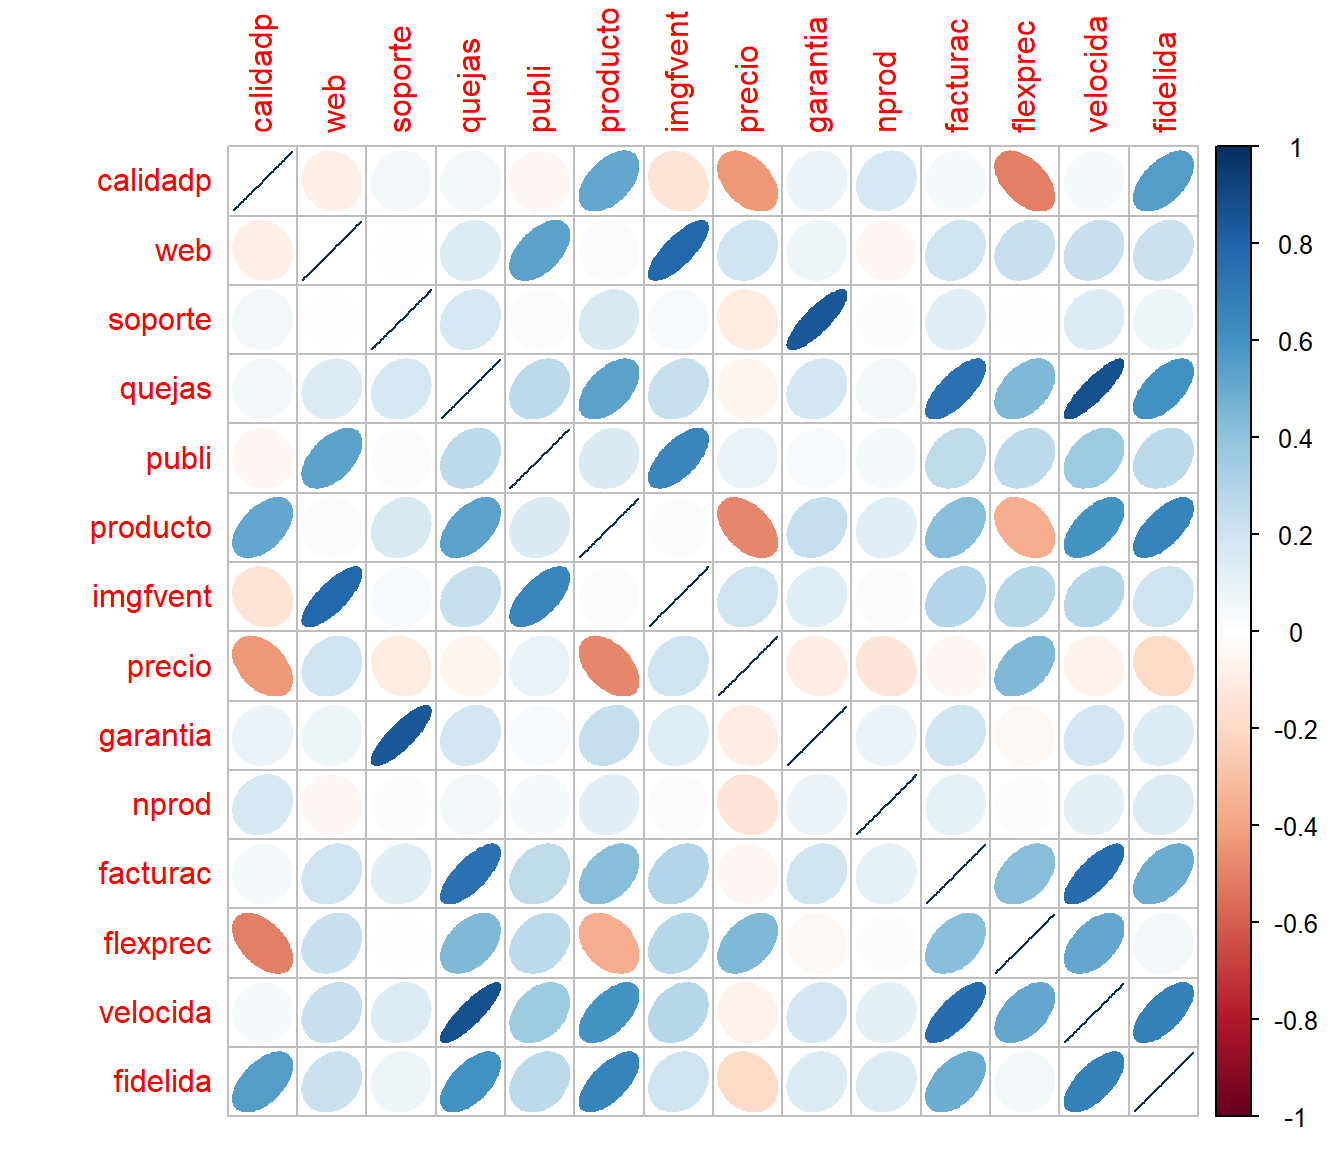 calidadp
web
soporte
quejas
publi
producto
imgfvent
precio
garantia
nprod
facturac
flexprec
velocida
fidelida
calidadp
web
soporte
quejas
publi
producto
imgfvent
precio
garantia
nprod
facturac
flexprec
velocida
fidelida
1
0.8
0.6
0.4
0.2
0
-0.2
-0.4
-0.6
-0.8
-1